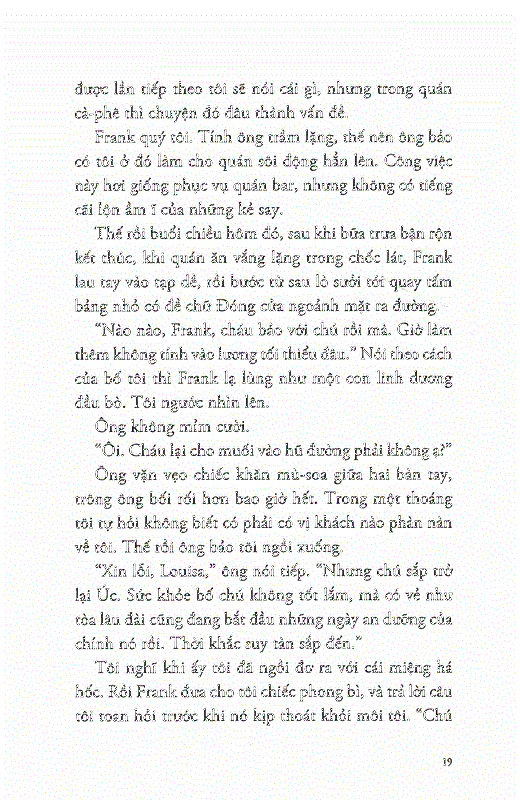 được lần tiếp theo tôi sẽ nói cái gì, nhưng trong quán
cà-phê thì chuyện đó đâu thành vấn đề.
Frank quý tôi. Tính ông trầm lặng, thế nên ông bảo
có tôi ở đó làm cho quán sôi động hẳn lên. Công việc
này hơi giống phục vụ quán bar, nhưng không có tiếng
cãi lộn ầm ĩ của những kẻ say.
Thế rồi buổi chiều hôm đó, sau khi bữa trưa bận rộn
kết thúc, khi quán ăn vắng lặng trong chốc lát, Frank
lau tay vào tạp dề, rồi bước từ sau lò sưởi tới quay tấm
bảng nhỏ có đề chữ Đóng cửa ngoảnh mặt ra đường.
“Nào nào, Frank, cháu bảo với chú rồi mà. Giờ làm
thêm không tính vào lương tối thiểu đâu.” Nói theo cách
của bố tôi thì Frank lạ lùng như một con linh dương
đầu bò. Tôi ngước nhìn lên.
Ông không mỉm cười.
“Ôi. Cháu lại cho muối vào hũ đường phải không ạ?”
Ông vặn vẹo chiếc khăn mù-soa giữa hai bàn tay,
trông ông bối rối hơn bao giờ hết. Trong một thoáng
tôi tự hỏi không biết có phải có vị khách nào phàn nàn
về tôi. Thế rồi ông bảo tôi ngồi xuống.
“Xin lỗi, Louisa,” ông nói tiếp. “Nhưng chú sắp trở
lại Úc. Sức khỏe bố chú không tốt lắm, mà có vẻ như
tòa lâu đài cũng đang bắt đầu những ngày an dưỡng của
chính nó rồi. Thời khắc suy tàn sắp đến.”
Tôi nghĩ khi ấy tôi đã ngồi đơ ra với cái miệng há
hốc. Rồi Frank đưa cho tôi chiếc phong bì, và trả lời câu
tôi toan hỏi trước khi nó kịp thoát khỏi môi tôi. “Chú
19